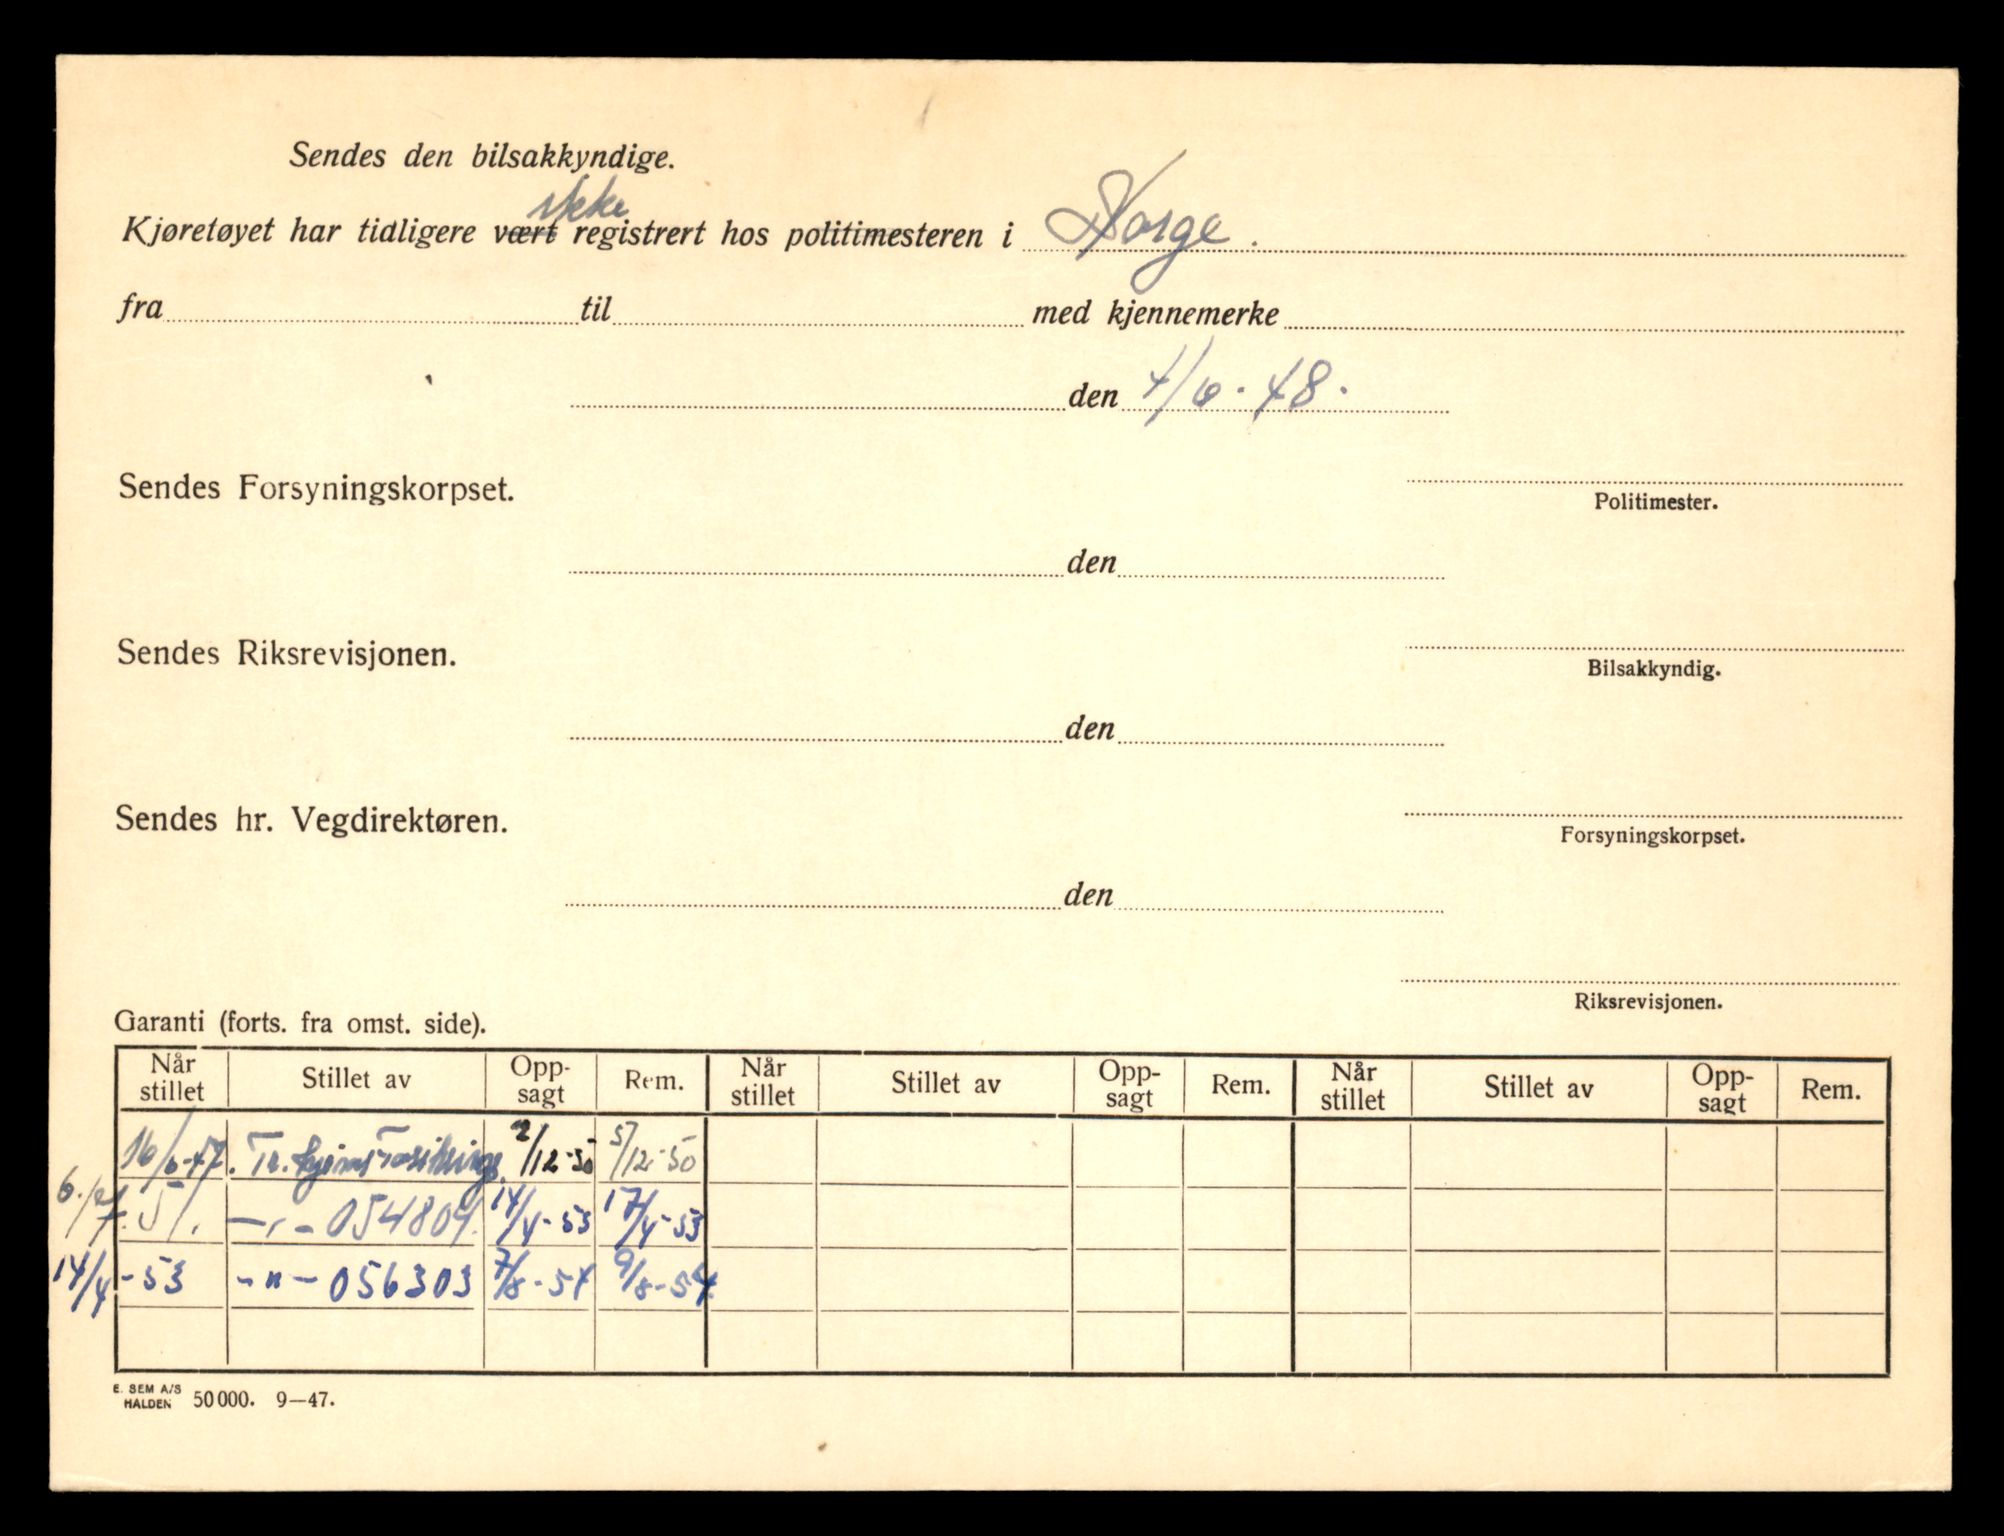 Sendes den bilsakkyndige.
ikke
Kjøretøyet har tidligere vært registrert hos politimesteren i Norge.
fra til med kjennemerke
den 4/6-48.
Sendes Forsyningskorpset.
Politimester.
den
Sendes Riksrevisjonen.
Bilsakkyndig.
den
Sendes hr. Vegdirektøren.
Forsyningskorpset.
den
Riksrevisjonen.
Garanti (forts. fra omst. side).
Når stillet Stillet av Opp-sagt Rem. Når stillet Stillet av Opp-sagt Rem. Når stillet Stillet av Opp-sagt Rem.
16/6-47. 2/12-50 5/12-50
51. —"— 054804. 14/4-53 17/4-53
14/4-53 —"— 056303 7/8-54 9/8-54.
E. SEM A/S
HALDEN 50000. 9—47.